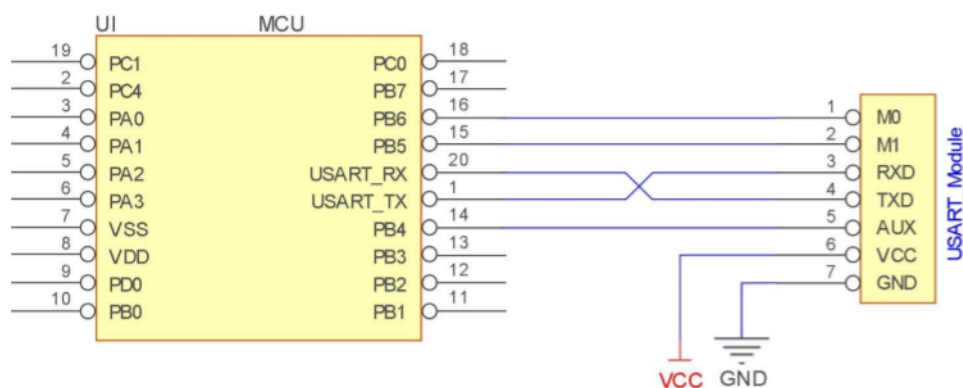 UI MCU
19 PC1 PC0 18
2 PC4 PB7 17
3 PA0 PB6 16 1 M0
4 PA1 PB5 15 2 M1
5 PA2 USART_RX 20 3 RXD
6 PA3 USART_TX 1 4 TXD
7 VSS PB4 14 5 AUX
8 VDD PB3 13 6 VCC
9 PD0 PB2 12 7 GND
10 PB0 PB1 11
USART_Module
VCC GND